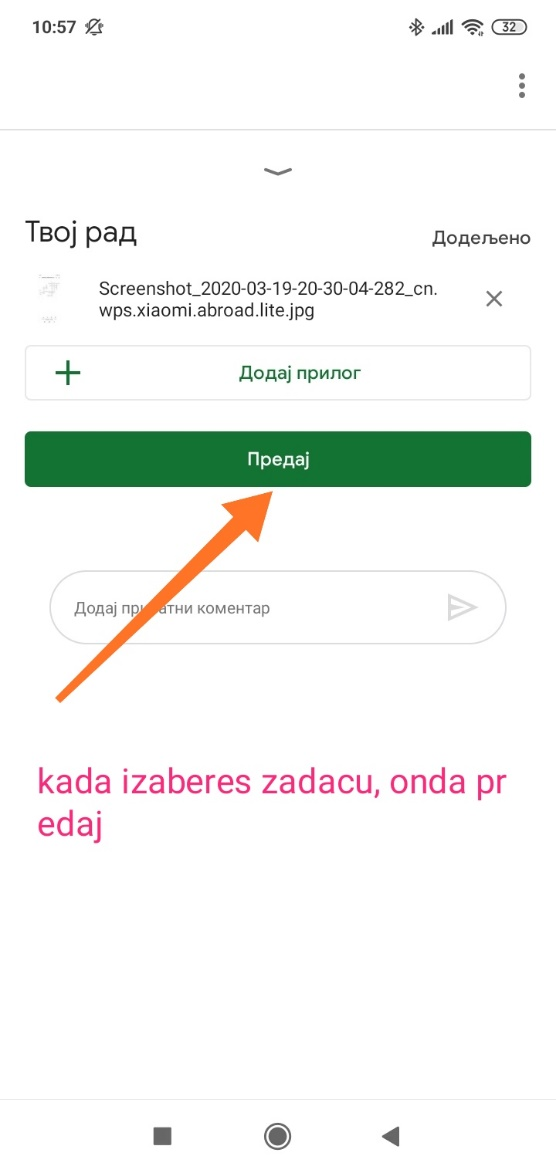 10:57
32
Твој рад
Додељено
Screenshot_2020-03-19-20-30-04-282_cn.
wps.xiaomi.abroad.lite.jpg
Додај прилог
Предај
Додај приватни коментар
kada izaberes zadacu, onda pr
edaj